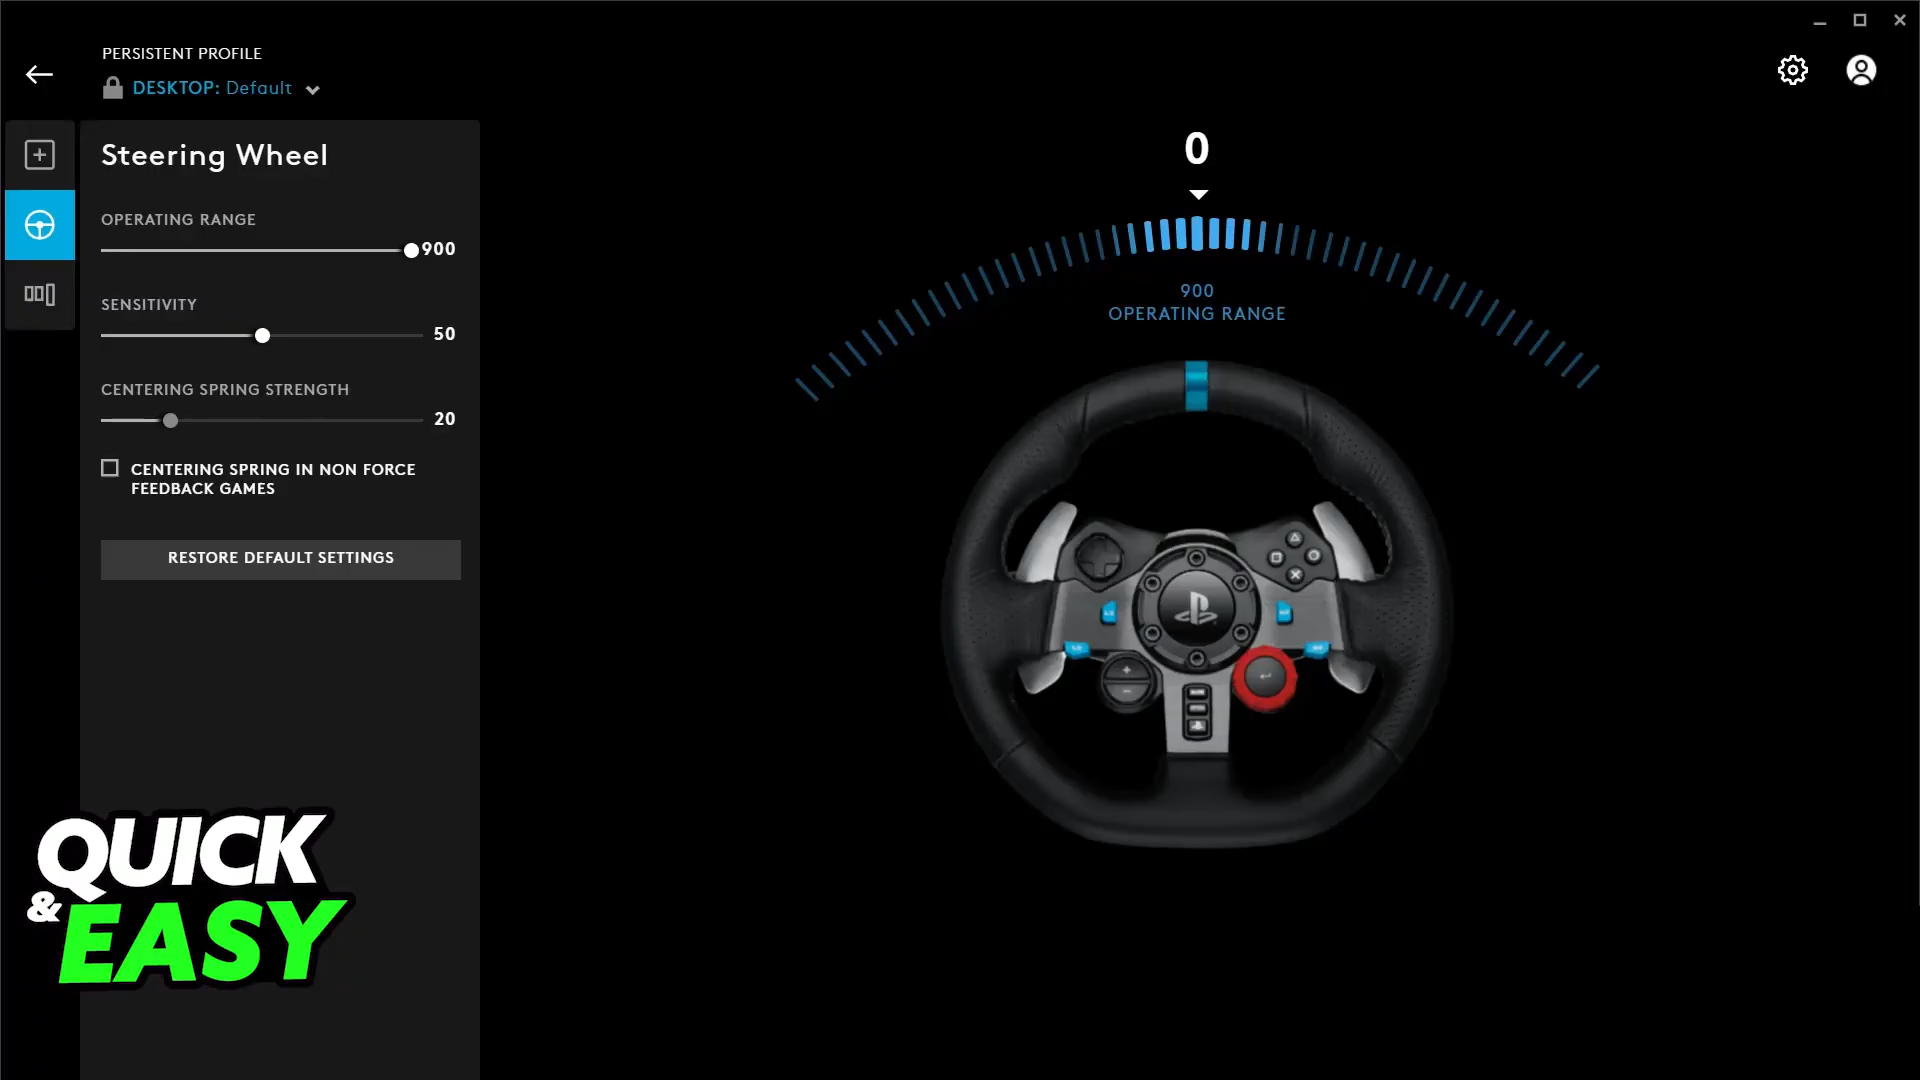 PERSISTENT PROFILE
DESKTOP: Default
Steering Wheel
OPERATING RANGE
900
SENSITIVITY
50
CENTERING SPRING STRENGTH
20
CENTERING SPRING IN NON FORCE
FEEDBACK GAMES
RESTORE DEFAULT SETTINGS
0
900
OPERATING RANGE
QUICK
& EASY